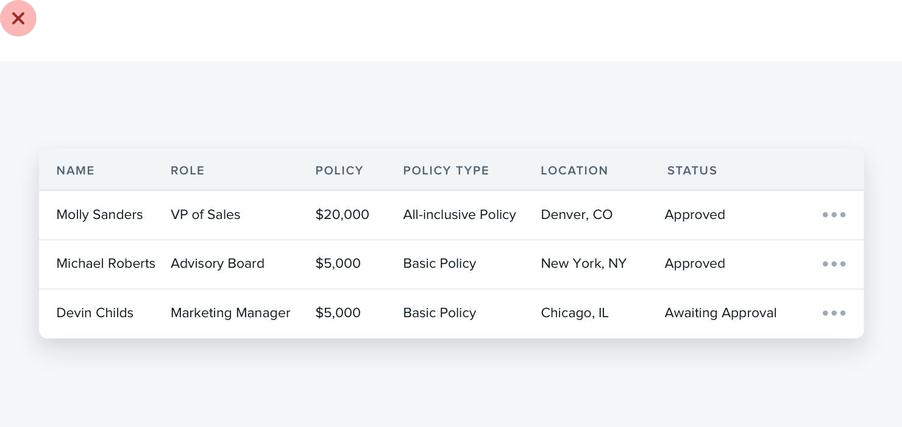 NAME ROLE POLICY POLICY TYPE LOCATION STATUS
Molly Sanders VP of Sales $20,000 All-inclusive Policy Denver, CO Approved
Michael Roberts Advisory Board $5,000 Basic Policy New York, NY Approved
Devin Childs Marketing Manager $5,000 Basic Policy Chicago, IL Awaiting Approval